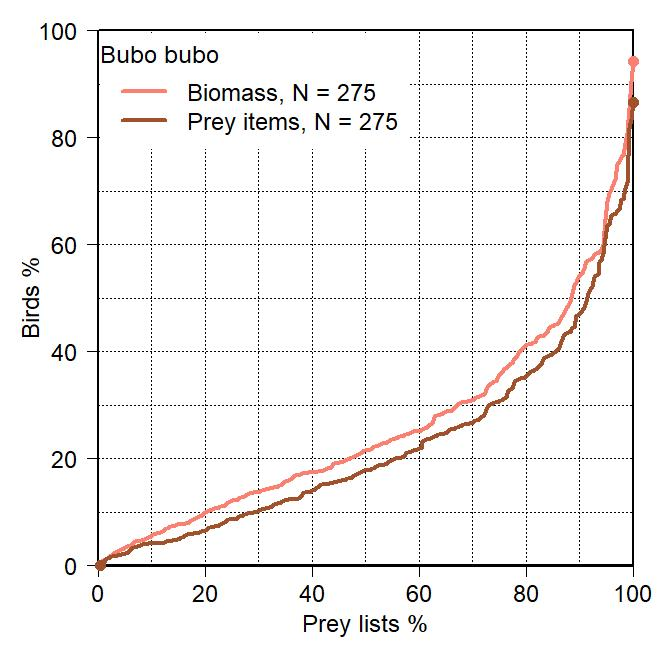 100
Bubo bubo
Biomass, N = 275
Prey items, N = 275
80
60
Birds %
40
20
0
0 20 40 60 80 100
Prey lists %